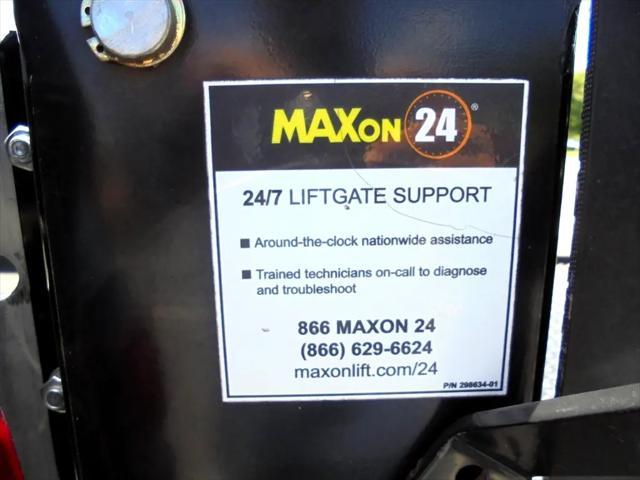 MAXON 24®
24/7 LIFTGATE SUPPORT
■ Around-the-clock nationwide assistance
■ Trained technicians on-call to diagnose
and troubleshoot
866 MAXON 24
(866) 629-6624
maxonlift.com/24
P/N 298634-01